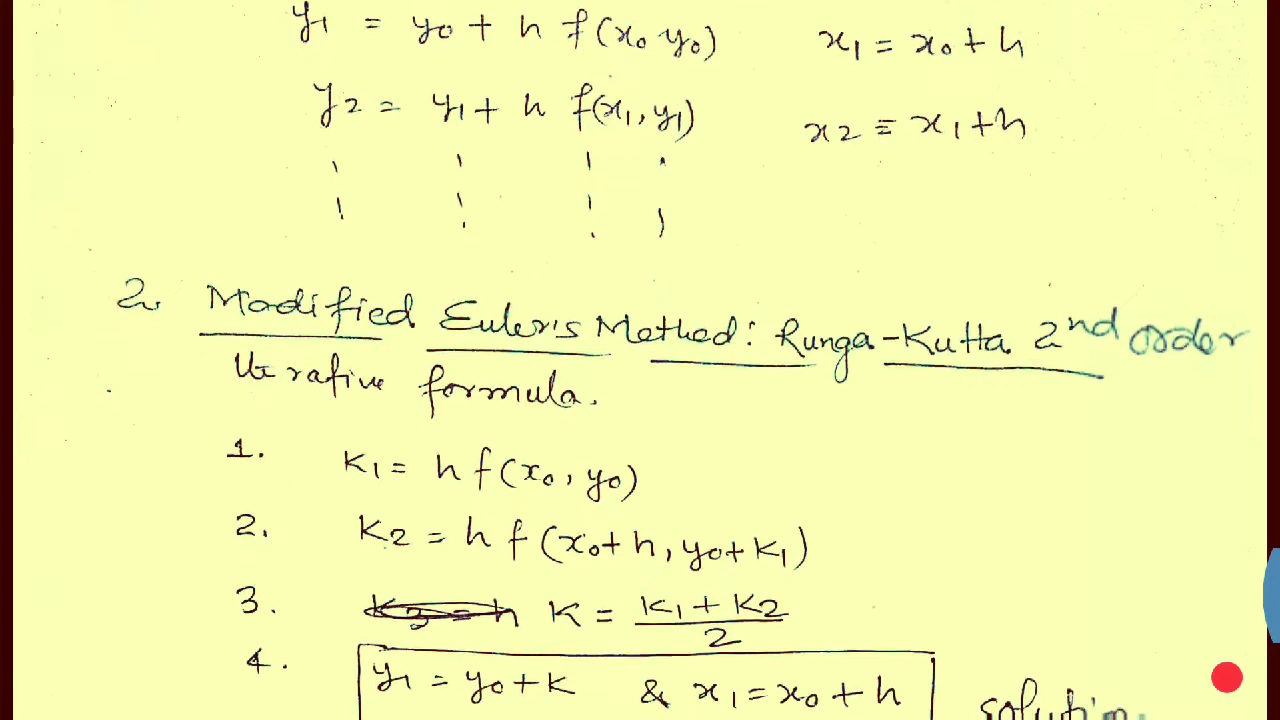 y1 = y0 + h f(x0 y0) x1 = x0 + h
y2 = y1 + h f(x1, y1) x2 = x1 + h
2. Modified Euler's Method: Runga-Kutta 2nd order
Iterative formula.
1. K1 = h f(x0, y0)
2. K2 = h f(x0+h, y0+K1)
3. K = (K1 + K2)/2
4. y1 = y0 + K & x1 = x0 + h solution.